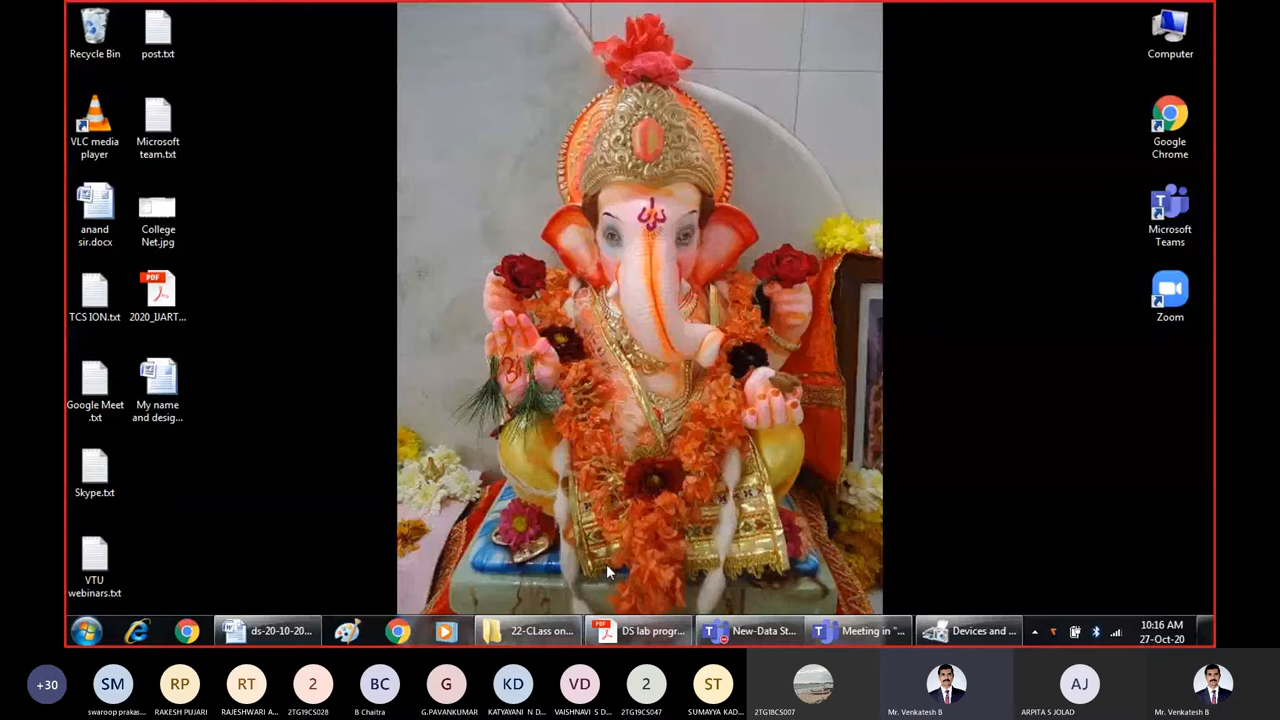 Recycle Bin
post.txt
VLC media
player
Microsoft
team.txt
anand
sir.docx
College
Net.jpg
TCS ION.txt
PDF
2020_IJART...
Google Meet
.txt
My name
and desig...
Skype.txt
VTU
webinars.txt
Computer
Google
Chrome
Microsoft
Teams
Zoom
ds-20-10-20...
22-CLass on...
DS lab progr...
New-Data St...
Meeting in "...
Devices and ...
10:16 AM
27-Oct-20
+30
SM
swaroop prakas...
RP
RAKESH PUJARI
RT
RAJESHWARI A...
2
2TG19CS028
BC
B Chaitra
G
G.PAVANKUMAR
KD
KATYAYANI N D...
VD
VAISHNAVI S D...
2
2TG19CS047
ST
SUMAYYA KAD...
2TG18CS007
Mr. Venkatesh B
AJ
ARPITA S JOLAD
Mr. Venkatesh B